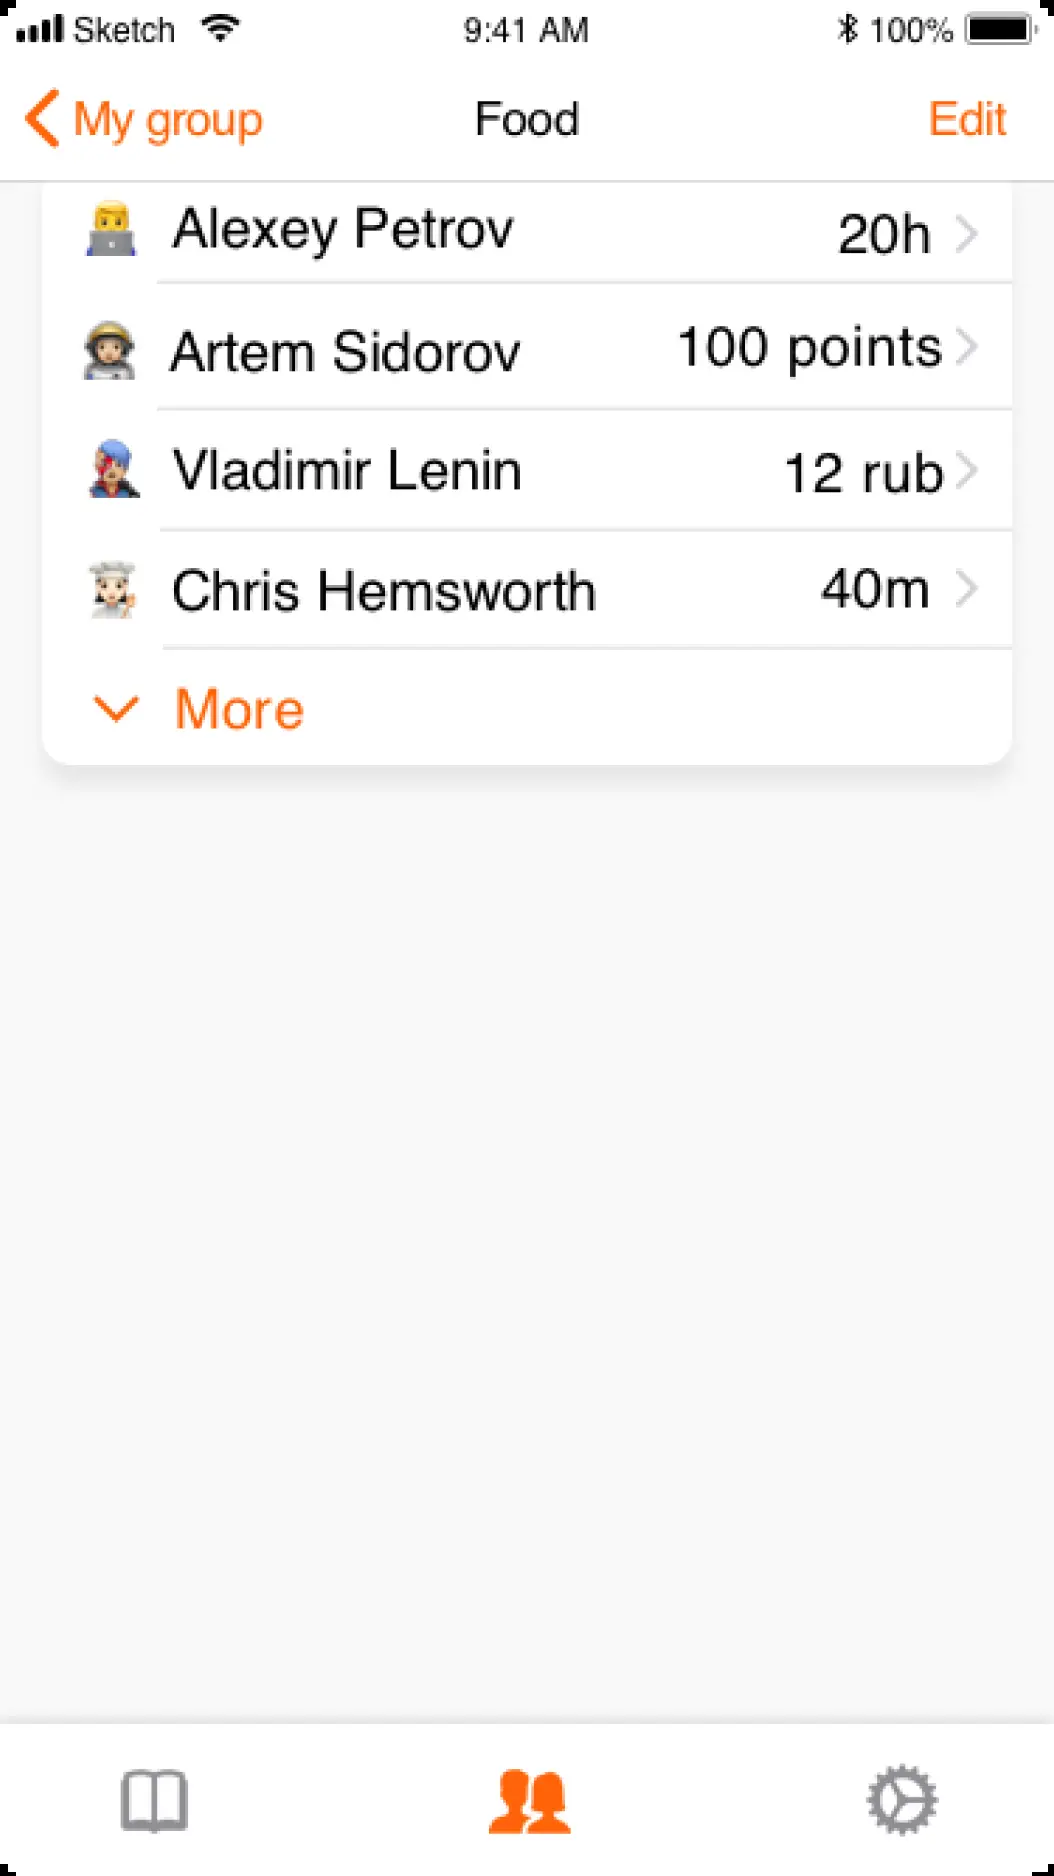 Sketch 9:41 AM 100%
My group Food Edit
Alexey Petrov 20h
Artem Sidorov 100 points
Vladimir Lenin 12 rub
Chris Hemsworth 40m
More